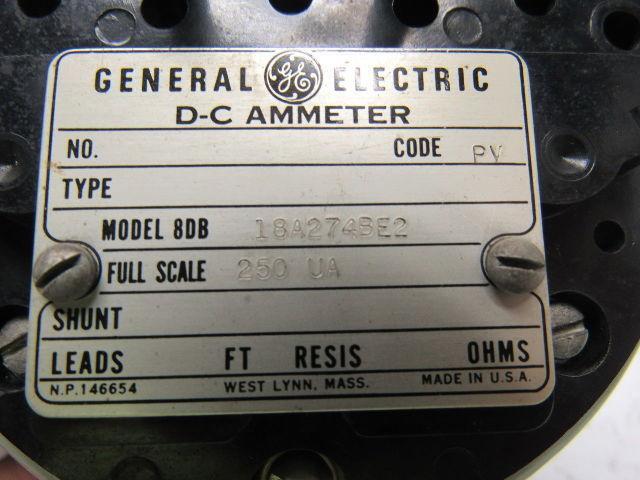 GENERAL GE ELECTRIC
D-C AMMETER
NO. CODE PV
TYPE
MODEL 8DB 18A274BE2
FULL SCALE 250 UA
SHUNT
LEADS FT RESIS OHMS
N.P.146654 WEST LYNN, MASS. MADE IN U.S.A.